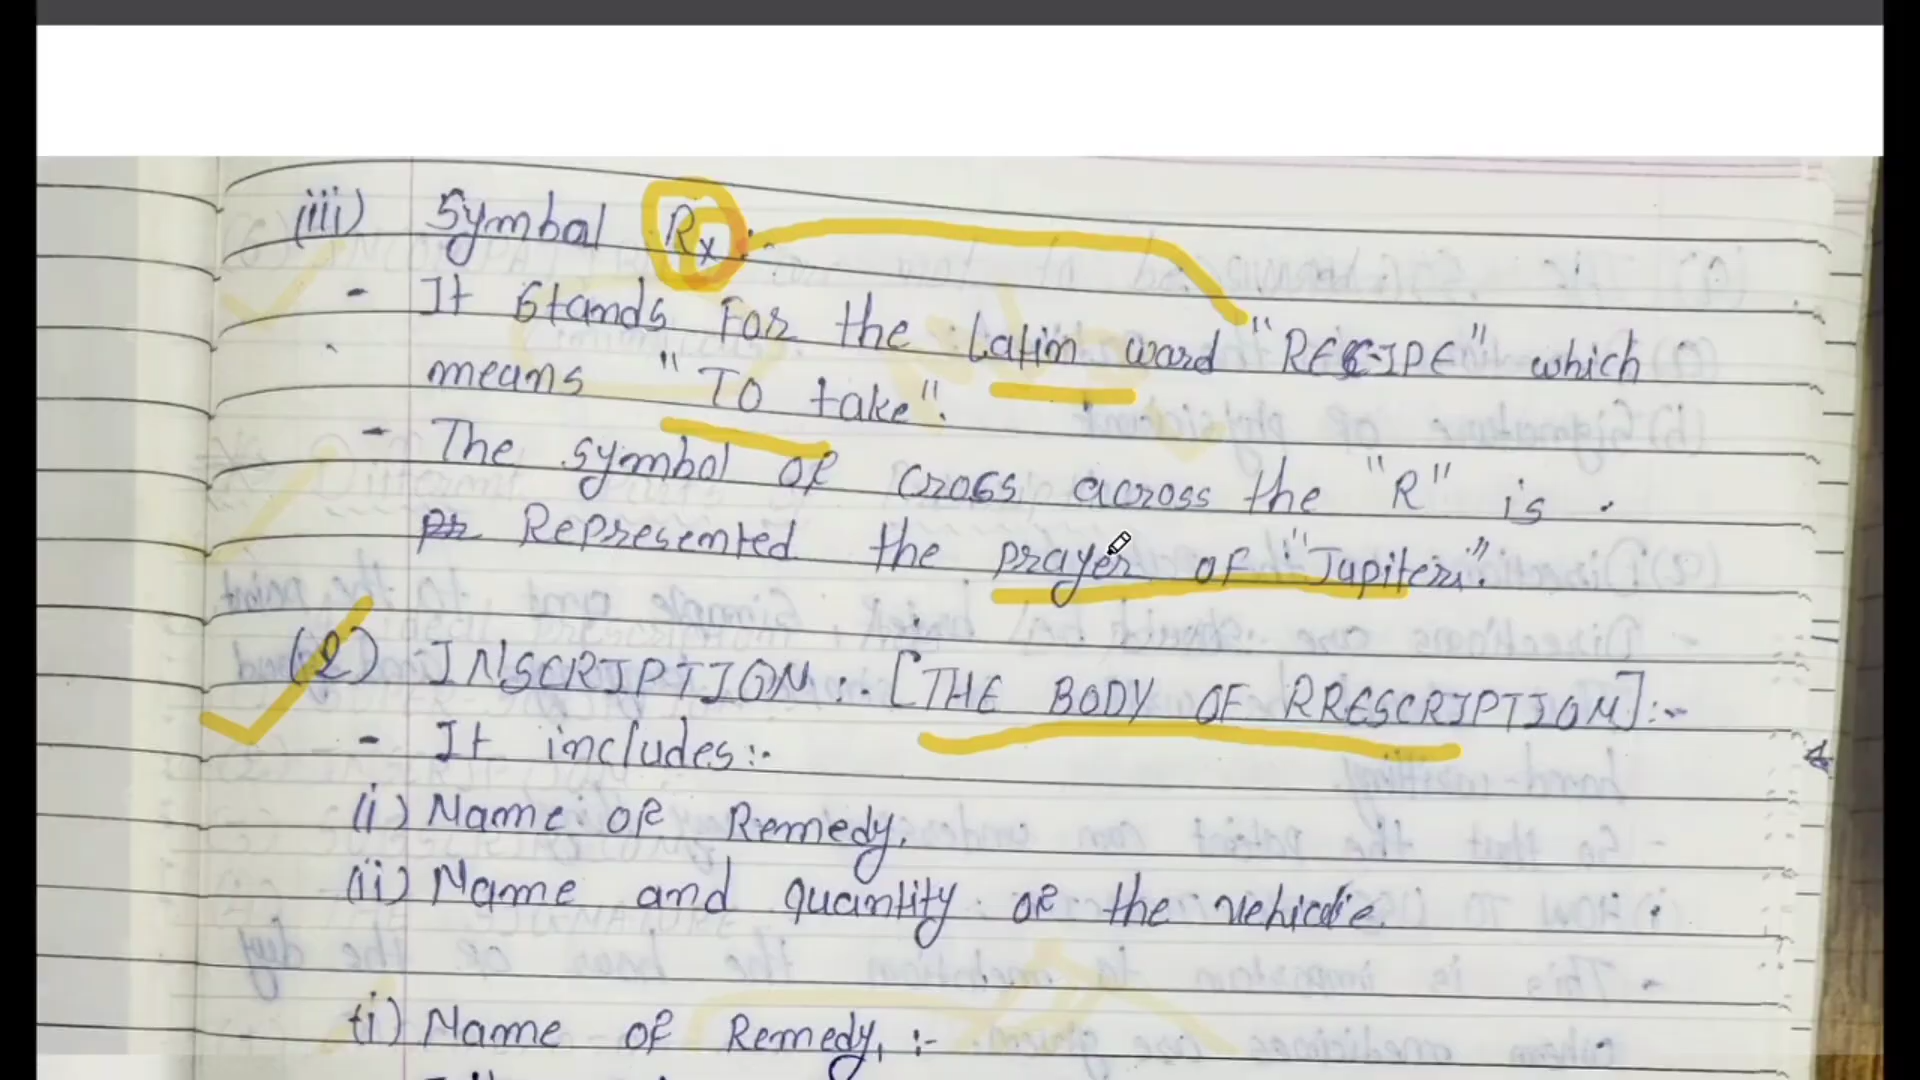 (iii) Symbol Rx :-
- It stands For the Latin word "RECIPE" which
means "To take".
- The symbol of cross across the "R" is
Represented the prayer of "Jupiter".
(2) INSCRIPTION :- [THE BODY OF PRESCRIPTION] :-
- It includes :-
(i) Name of Remedy.
(ii) Name and quantity of the vehicle
(i) Name of Remedy, :-